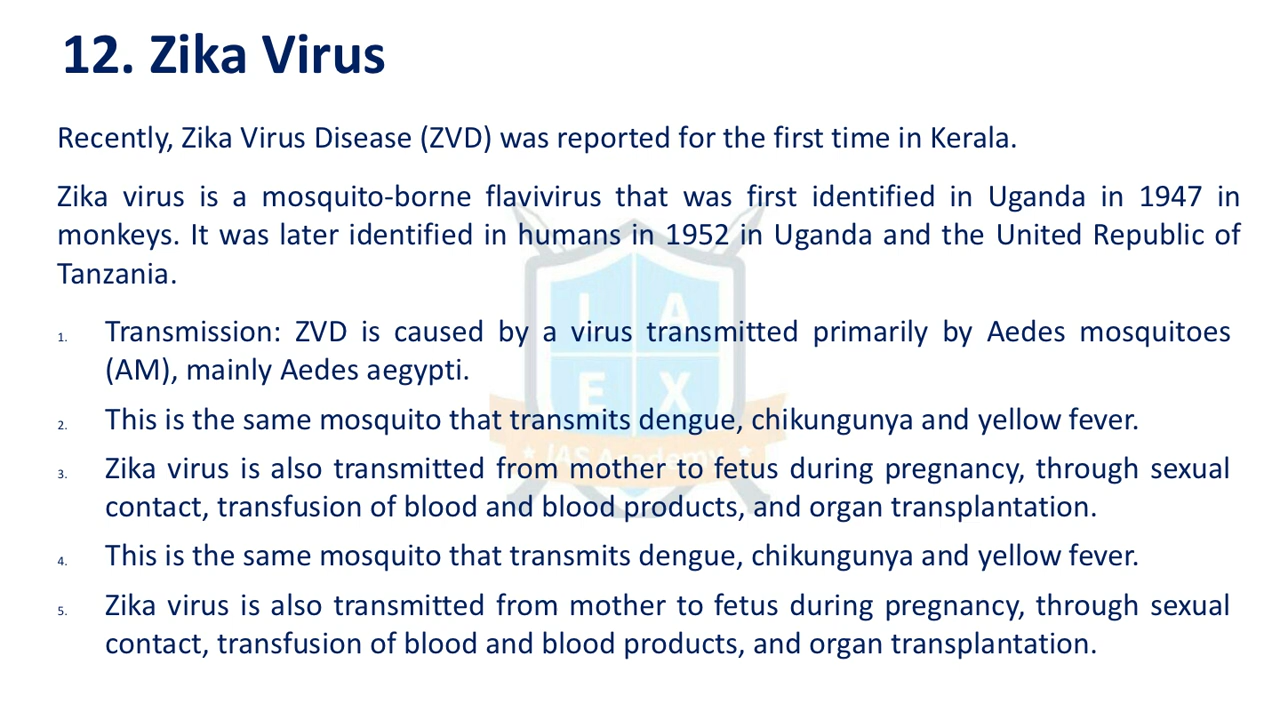 12. Zika Virus
Recently, Zika Virus Disease (ZVD) was reported for the first time in Kerala.
Zika virus is a mosquito-borne flavivirus that was first identified in Uganda in 1947 in
monkeys. It was later identified in humans in 1952 in Uganda and the United Republic of
Tanzania.
1. Transmission: ZVD is caused by a virus transmitted primarily by Aedes mosquitoes
(AM), mainly Aedes aegypti.
2. This is the same mosquito that transmits dengue, chikungunya and yellow fever.
3. Zika virus is also transmitted from mother to fetus during pregnancy, through sexual
contact, transfusion of blood and blood products, and organ transplantation.
4. This is the same mosquito that transmits dengue, chikungunya and yellow fever.
5. Zika virus is also transmitted from mother to fetus during pregnancy, through sexual
contact, transfusion of blood and blood products, and organ transplantation.
I A
E X
IAS Academy